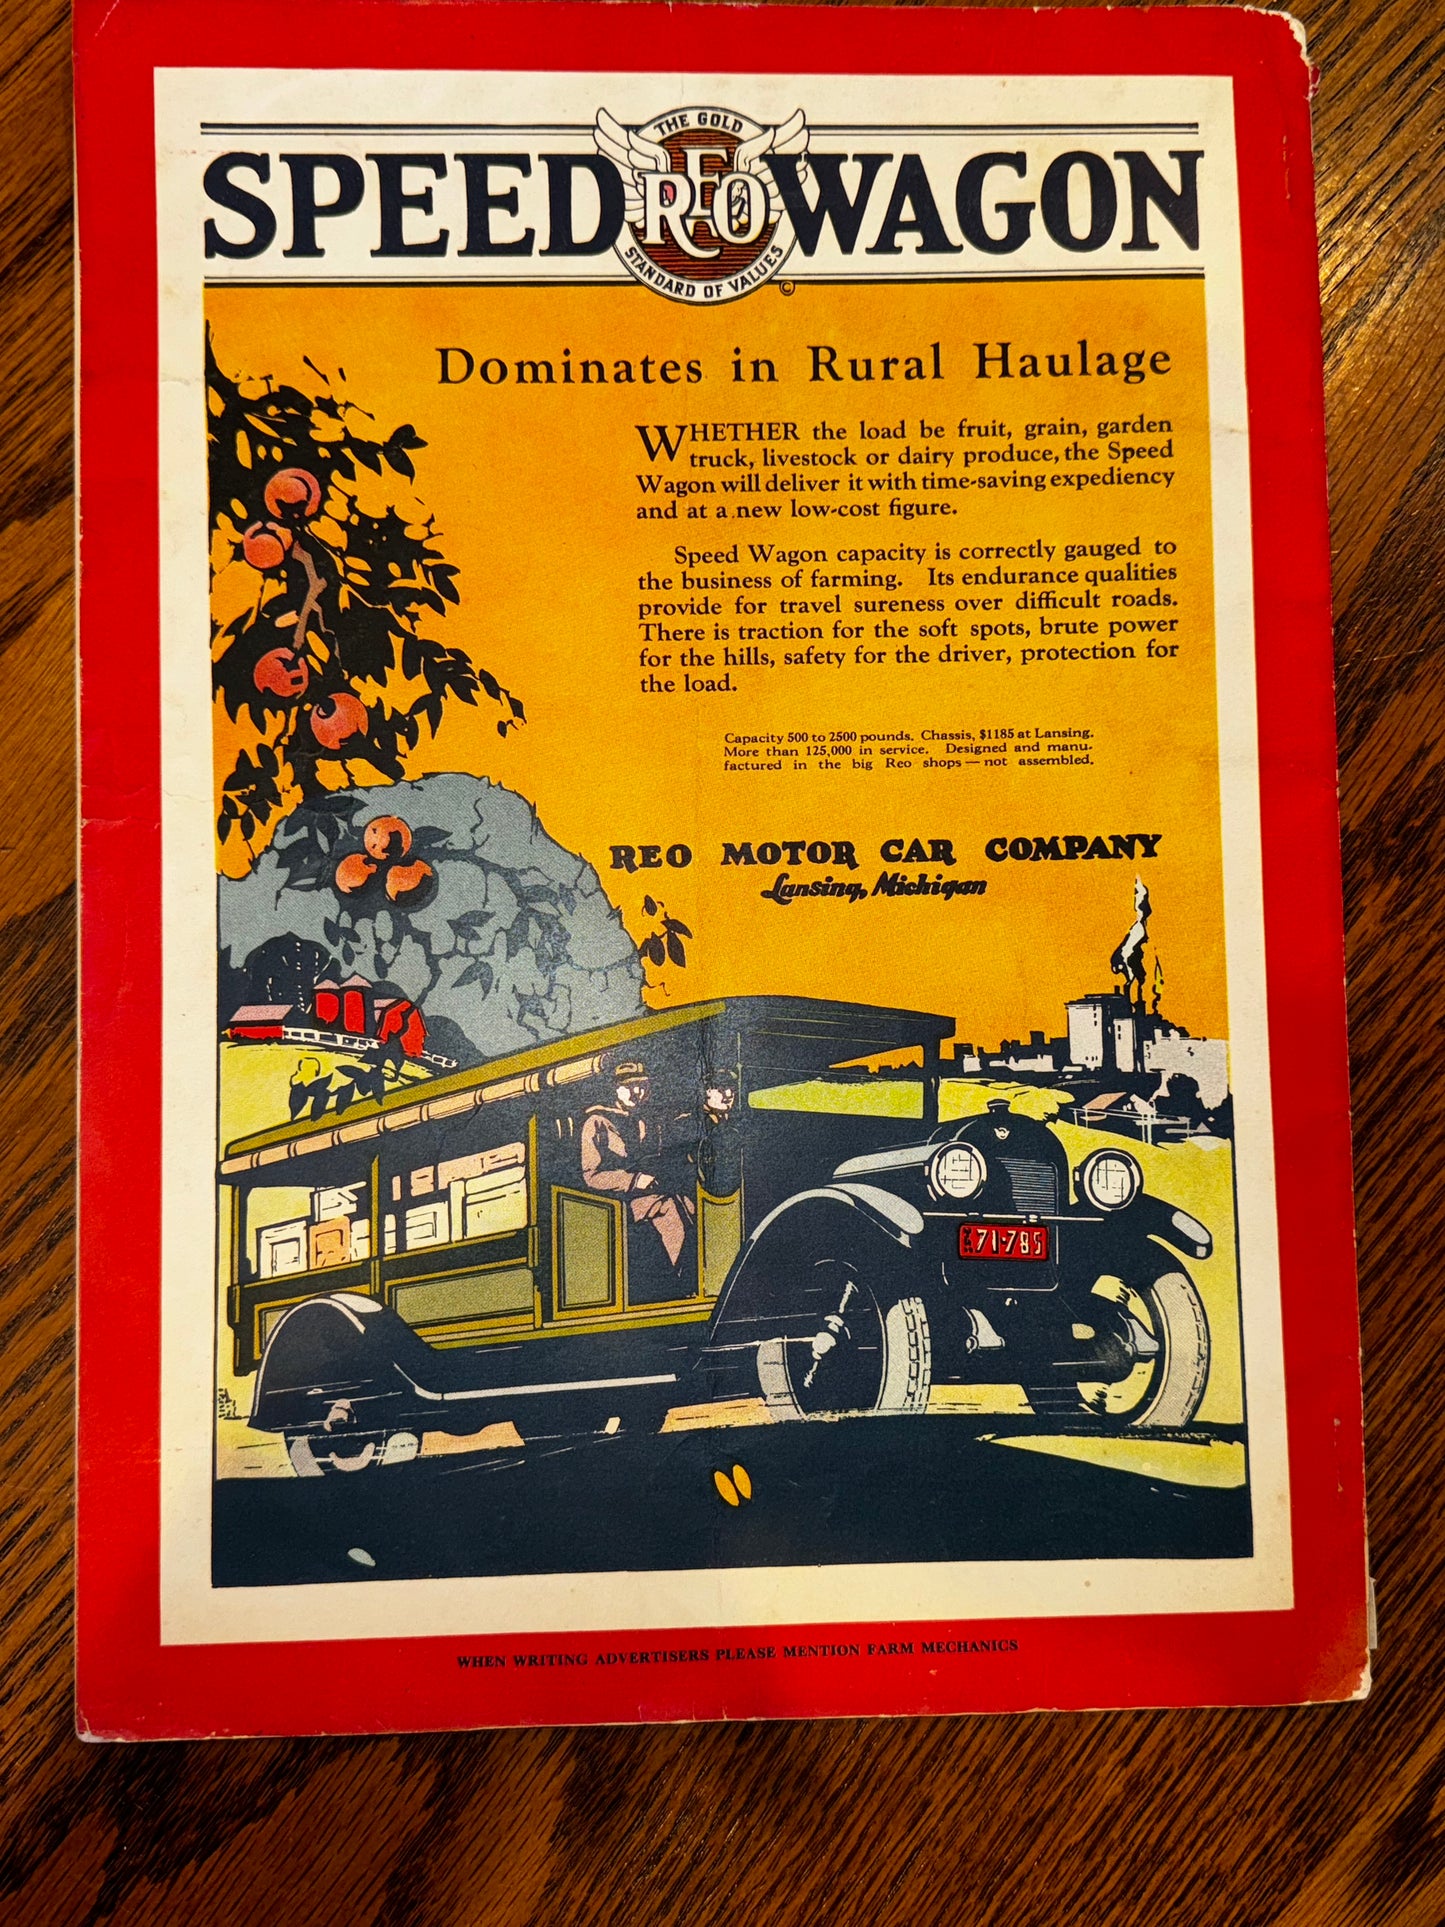 THE GOLD
SPEED REO WAGON
STANDARD OF VALUES
©
Dominates in Rural Haulage
WHETHER the load be fruit, grain, garden
truck, livestock or dairy produce, the Speed
Wagon will deliver it with time-saving expediency
and at a new low-cost figure.
Speed Wagon capacity is correctly gauged to
the business of farming. Its endurance qualities
provide for travel sureness over difficult roads.
There is traction for the soft spots, brute power
for the hills, safety for the driver, protection for
the load.
Capacity 500 to 2500 pounds. Chassis, $1185 at Lansing.
More than 125,000 in service. Designed and manu-
factured in the big Reo shops — not assembled.
REO MOTOR CAR COMPANY
Lansing, Michigan
71·785
WHEN WRITING ADVERTISERS PLEASE MENTION FARM MECHANICS